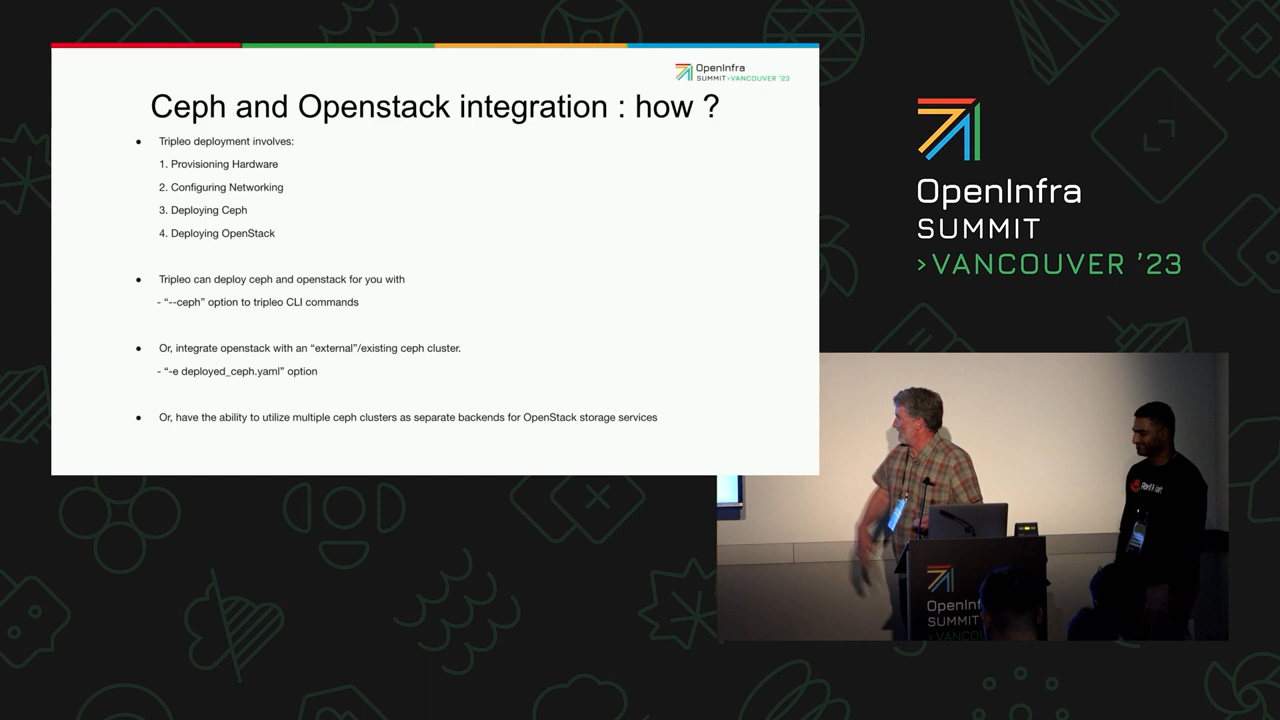 OpenInfra
SUMMIT›VANCOUVER '23
Ceph and Openstack integration : how ?
● Tripleo deployment involves:
1. Provisioning Hardware
2. Configuring Networking
3. Deploying Ceph
4. Deploying OpenStack
● Tripleo can deploy ceph and openstack for you with
- “--ceph” option to tripleo CLI commands
● Or, integrate openstack with an “external”/existing ceph cluster.
- “-e deployed_ceph.yaml” option
● Or, have the ability to utilize multiple ceph clusters as separate backends for OpenStack storage services
OpenInfra
SUMMIT
›VANCOUVER ’23
Red Hat
OpenInf
SUMMIT
›VANCO